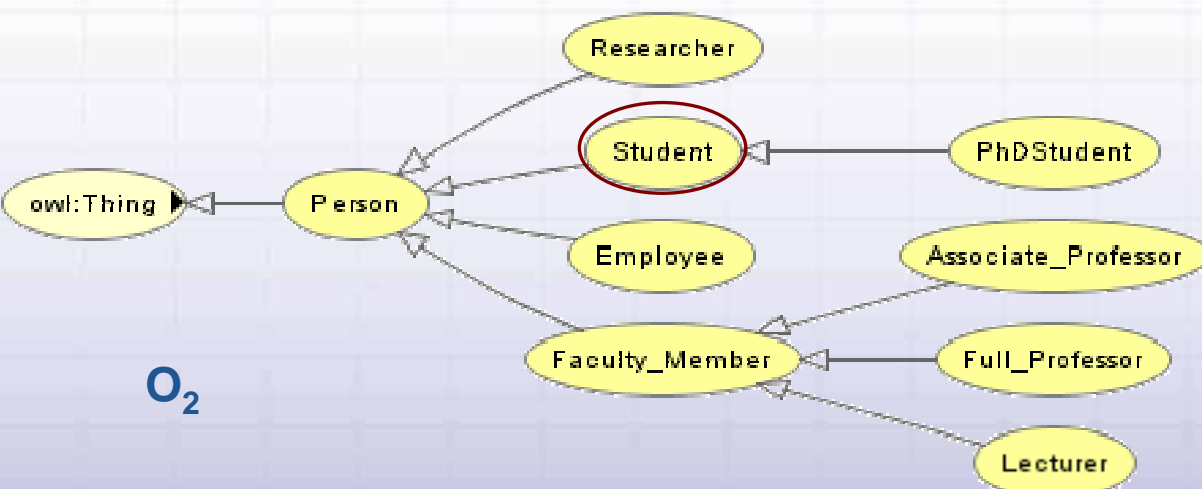 Researcher
Student
PhDStudent
owl:Thing
Person
Employee
Associate_Professor
Faculty_Member
Full_Professor
O2
Lecturer